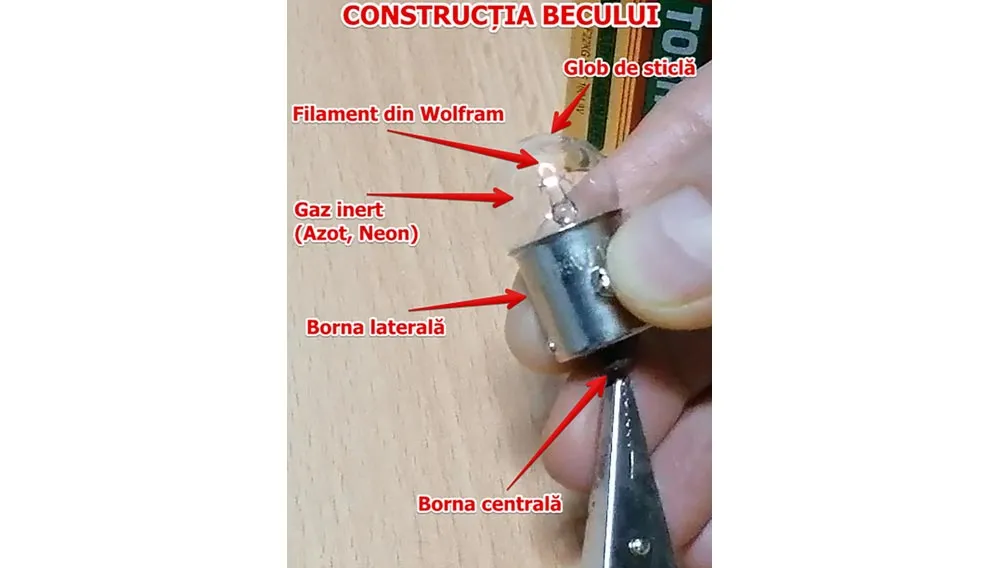 CONSTRUCȚIA BECULUI
Glob de sticlă
Filament din Wolfram
Gaz inert
(Azot, Neon)
Borna laterală
Borna centrală